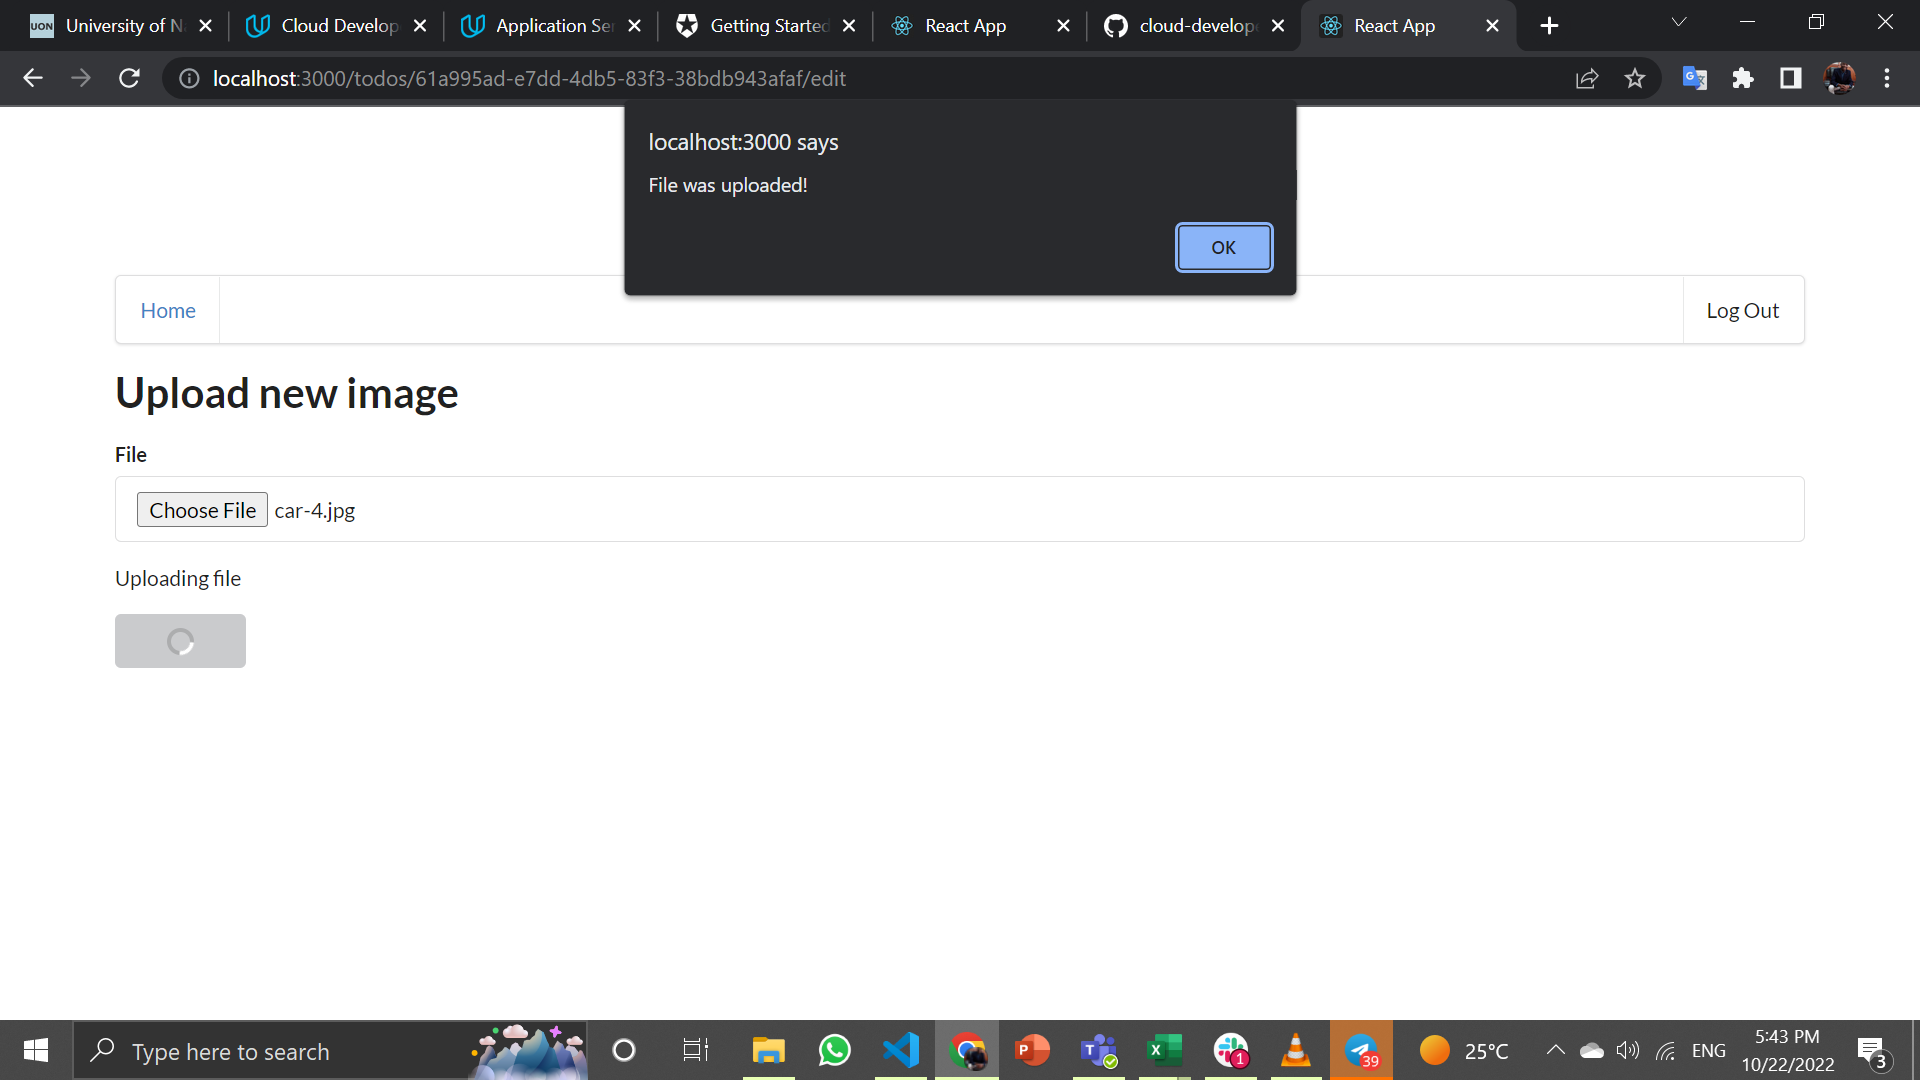 UON University of N
Cloud Develop
Application Ser
Getting Started
React App
cloud-develop
React App
localhost:3000/todos/61a995ad-e7dd-4db5-83f3-38bdb943afaf/edit
localhost:3000 says
File was uploaded!
OK
Home
Log Out
Upload new image
File
Choose File car-4.jpg
Uploading file
Type here to search
1
39
25°C
ENG
5:43 PM
10/22/2022
3